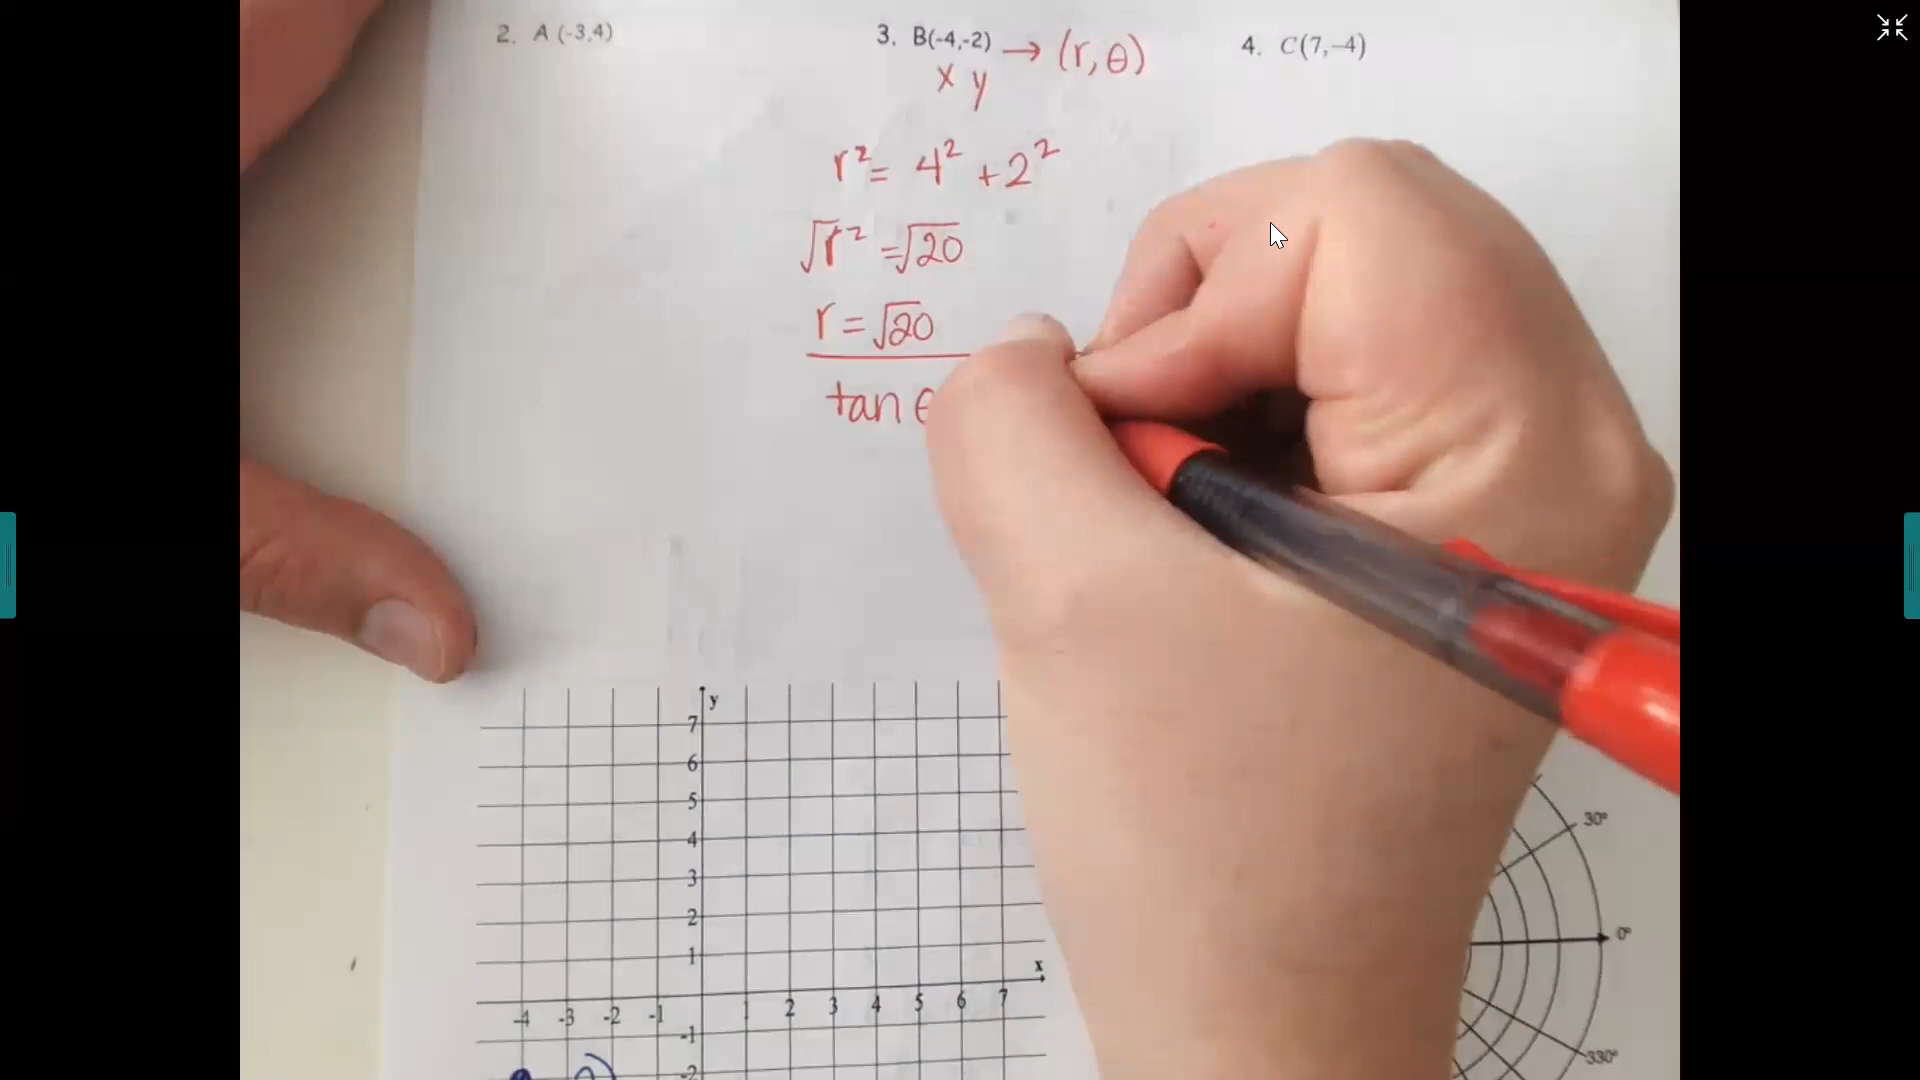 2. A (-3,4)
3. B(-4,-2) → (r, θ)
x y
4. C(7,-4)
r² = 4² + 2²
√r² = √20
r = √20
tan θ
y
7
6
5
4
3
2
1
x
-4 -3 -2 -1 1 2 3 4 5 6 7
-1
-2
30°
0°
330°